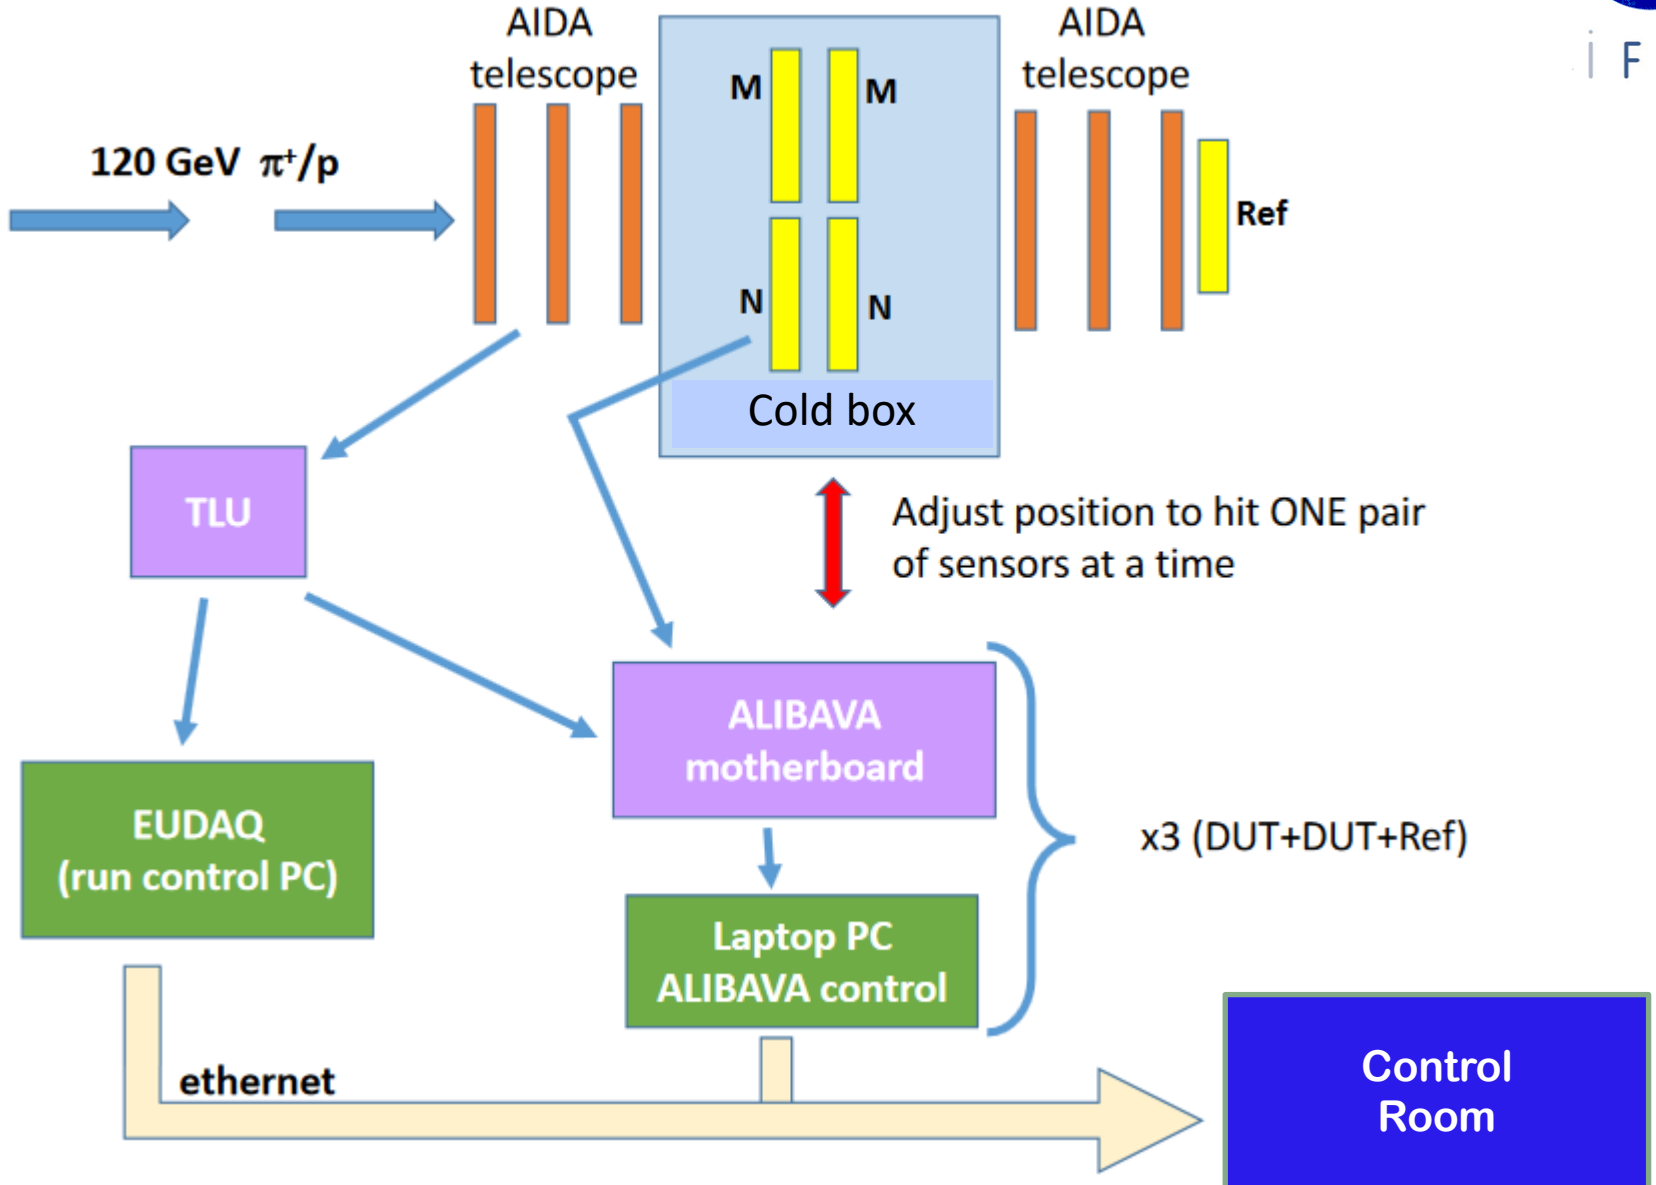 AIDA
telescope
AIDA
telescope
i F
M
M
120 GeV π⁺/p
Ref
N
N
Cold box
TLU
Adjust position to hit ONE pair
of sensors at a time
ALIBAVA
motherboard
EUDAQ
(run control PC)
x3 (DUT+DUT+Ref)
Laptop PC
ALIBAVA control
ethernet
Control
Room